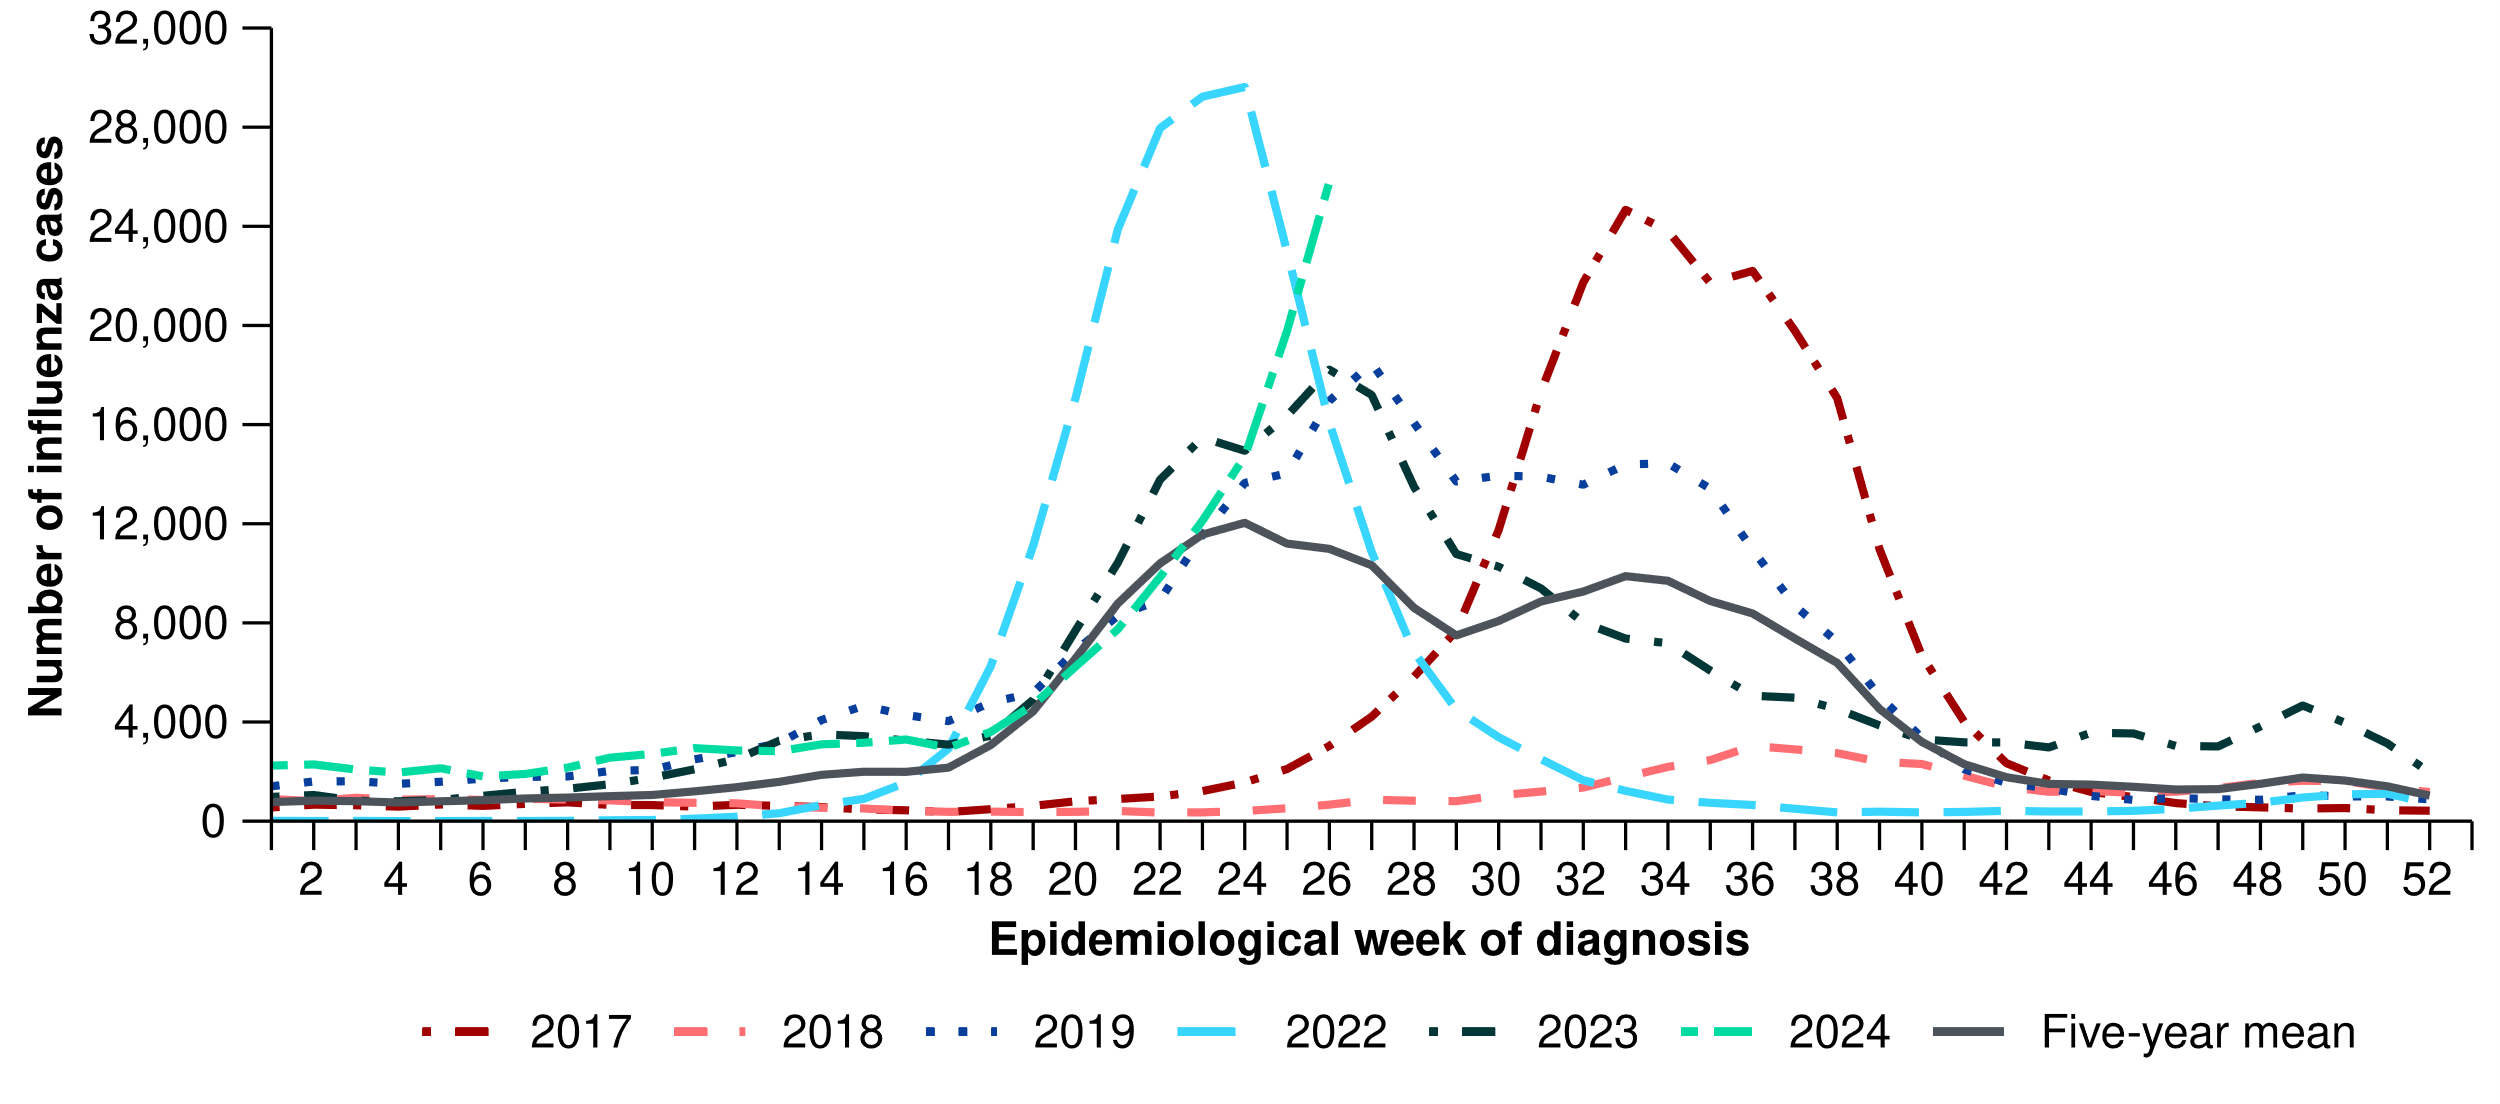 32,000
28,000
24,000
20,000
16,000
12,000
8,000
4,000
0
Number of influenza cases
2 4 6 8 10 12 14 16 18 20 22 24 26 28 30 32 34 36 38 40 42 44 46 48 50 52
Epidemiological week of diagnosis
2017 2018 2019 2022 2023 2024 Five-year mean